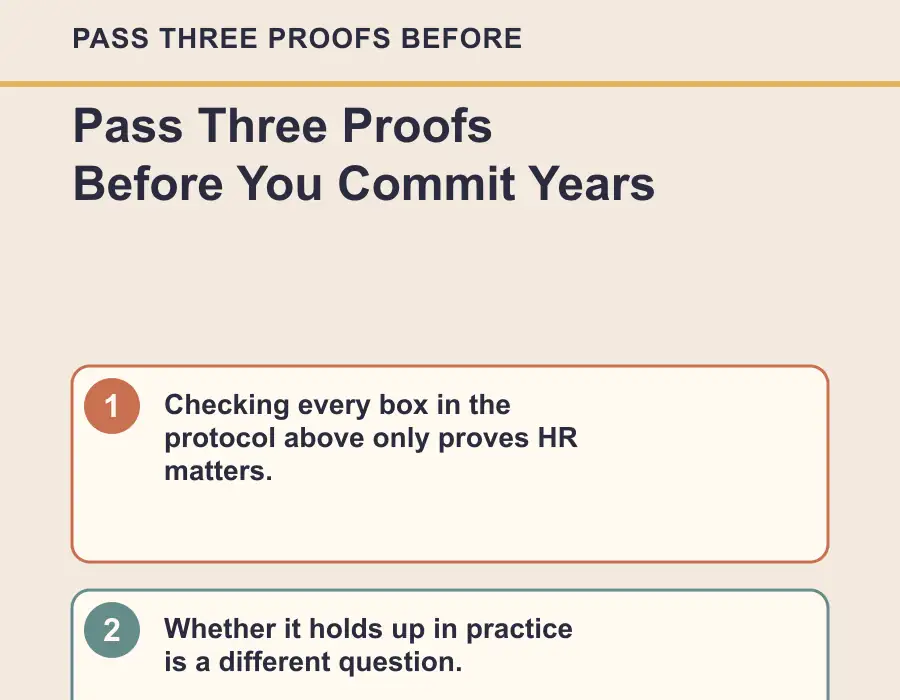 PASS THREE PROOFS BEFORE
Pass Three Proofs
Before You Commit Years
1
Checking every box in the
protocol above only proves HR
matters.
2
Whether it holds up in practice
is a different question.